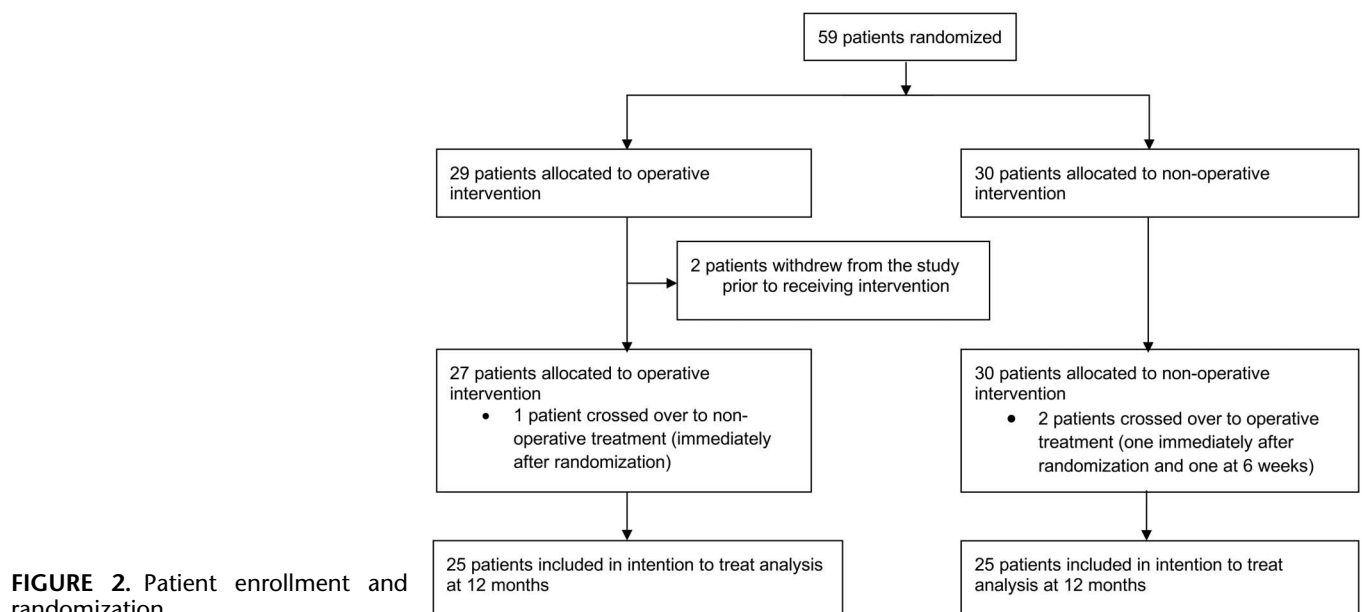 59 patients randomized
29 patients allocated to operative
intervention
30 patients allocated to non-operative
intervention
2 patients withdrew from the study
prior to receiving intervention
27 patients allocated to operative
intervention
• 1 patient crossed over to non-
operative treatment (immediately
after randomization)
30 patients allocated to non-operative
intervention
• 2 patients crossed over to operative
treatment (one immediately after
randomization and one at 6 weeks)
25 patients included in intention to treat analysis
at 12 months
25 patients included in intention to treat
analysis at 12 months
FIGURE 2. Patient enrollment and
randomization